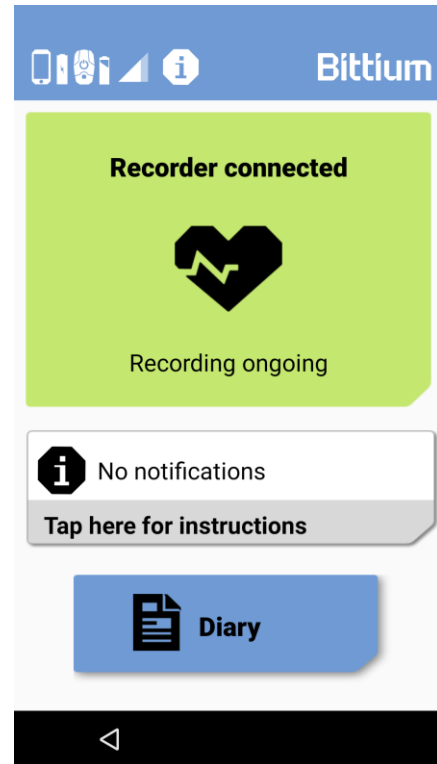 Bittium
Recorder connected
Recording ongoing
No notifications
Tap here for instructions
Diary